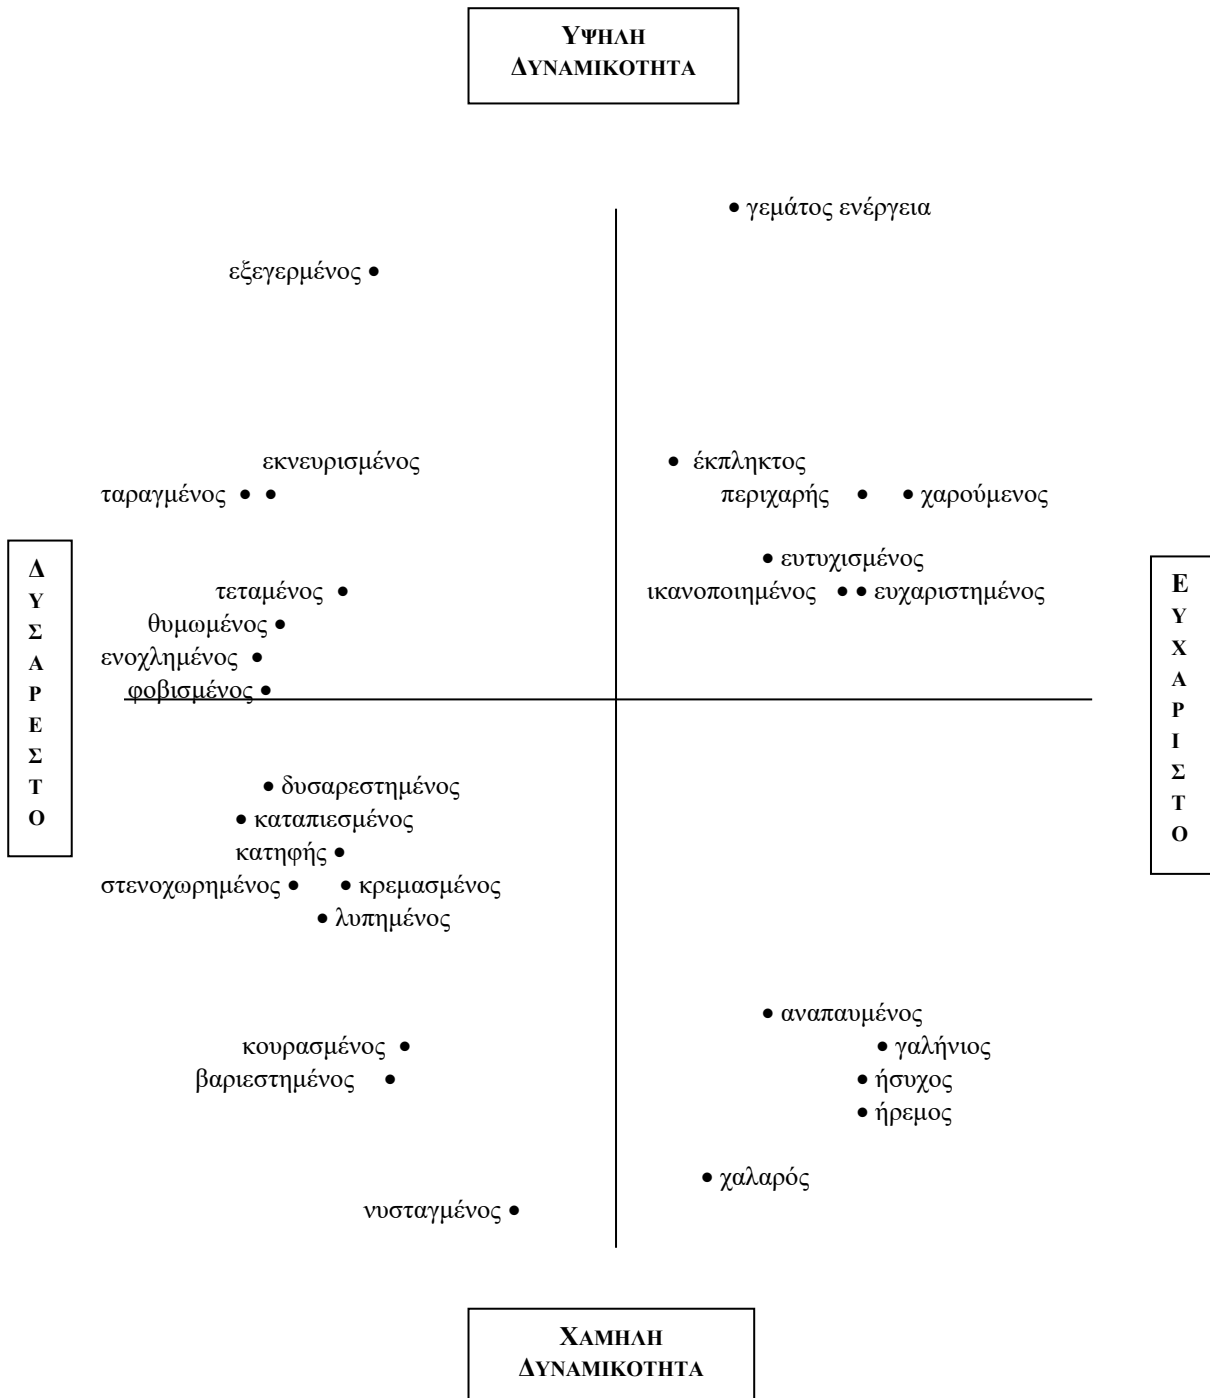 ΥΨΗΛΗ
ΔΥΝΑΜΙΚΟΤΗΤΑ
• γεμάτος ενέργεια
εξεγερμένος •
εκνευρισμένος
• έκπληκτος
ταραγμένος • •
περιχαρής • • χαρούμενος
ΔΥΣΑΡΕΣΤΟ
ΕΥΧΑΡΙΣΤΟ
• ευτυχισμένος
τεταμένος •
ικανοποιημένος • • ευχαριστημένος
θυμωμένος •
ενοχλημένος •
φοβισμένος •
• δυσαρεστημένος
• καταπιεσμένος
κατηφής •
στενοχωρημένος • • κρεμασμένος
• λυπημένος
• αναπαυμένος
κουρασμένος •
• γαλήνιος
βαριεστημένος •
• ήσυχος
• ήρεμος
• χαλαρός
νυσταγμένος •
ΧΑΜΗΛΗ
ΔΥΝΑΜΙΚΟΤΗΤΑ